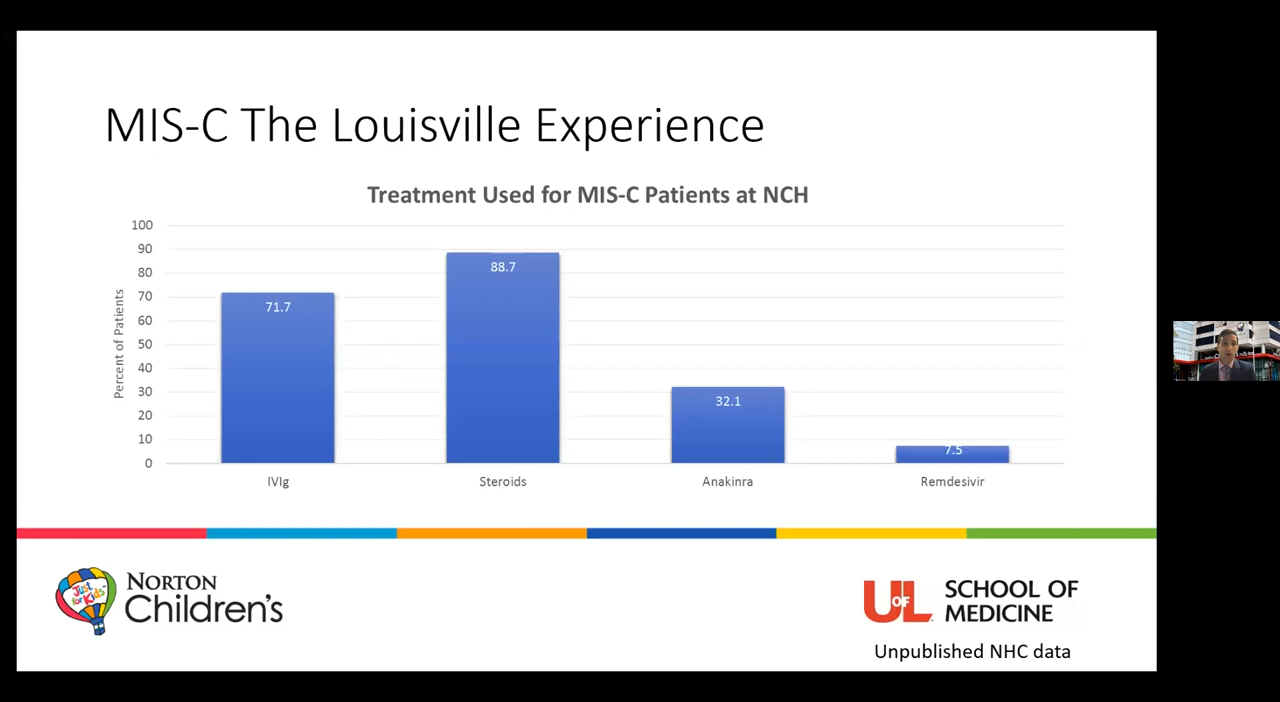 MIS-C The Louisville Experience
Treatment Used for MIS-C Patients at NCH
Percent of Patients
100
90
80
70
60
50
40
30
20
10
0
71.7
88.7
32.1
7.5
IVIg
Steroids
Anakinra
Remdesivir
Just for Kids
NORTON
Children's
UOFL
SCHOOL OF
MEDICINE
Unpublished NHC data